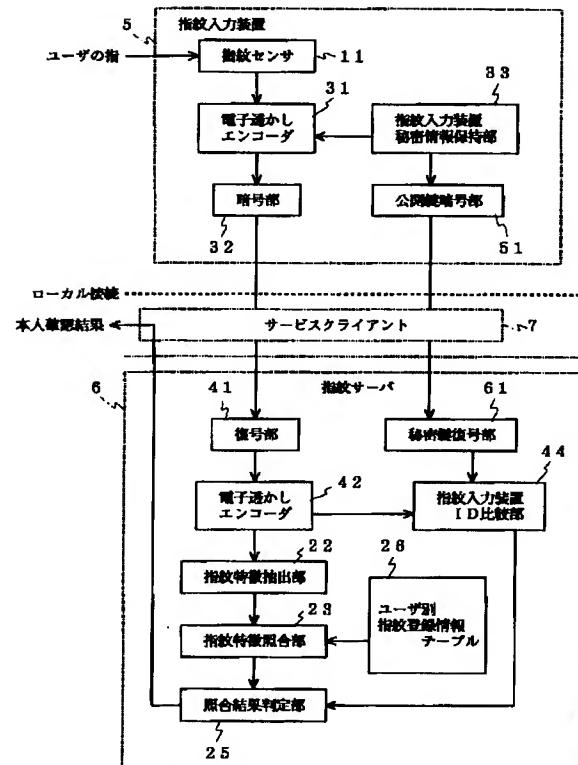 5
指紋入力装置
ユーザの指
指紋センサ
11
31
33
電子透かし
エンコーダ
指紋入力装置
秘密情報保持部
暗号部
公開鍵暗号部
32
51
ローカル接続
本人確認結果
サービスクライアント
7
6
41
指紋サーバ
61
復号部
秘密鍵復号部
44
42
電子透かし
エンコーダ
指紋入力装置
ID比較部
22
指紋特徴抽出部
26
23
ユーザ別
指紋登録情報
テーブル
指紋特徴照合部
照合結果判定部
25